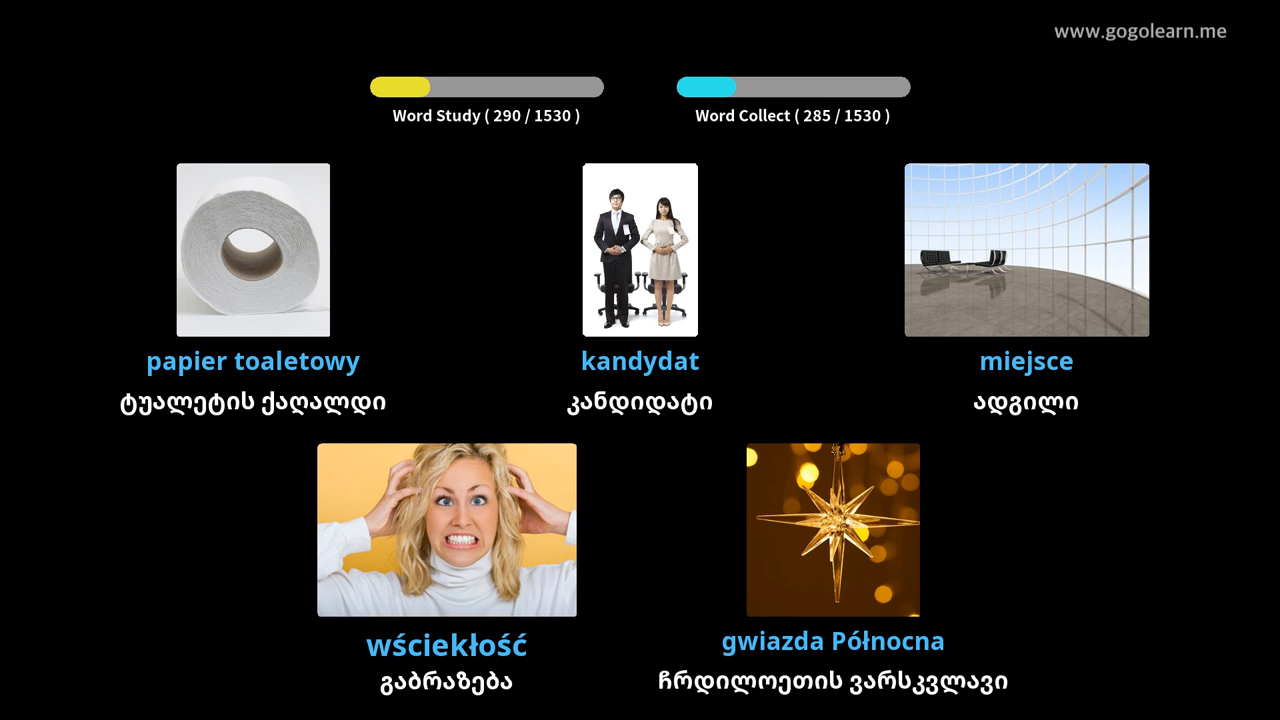 www.gogolearn.me
Word Study ( 290 / 1530 )
Word Collect ( 285 / 1530 )
papier toaletowy
ტუალეტის ქაღალდი
kandydat
კანდიდატი
miejsce
ადგილი
wściekłość
გაბრაზება
gwiazda Północna
ჩრდილოეთის ვარსკვლავი